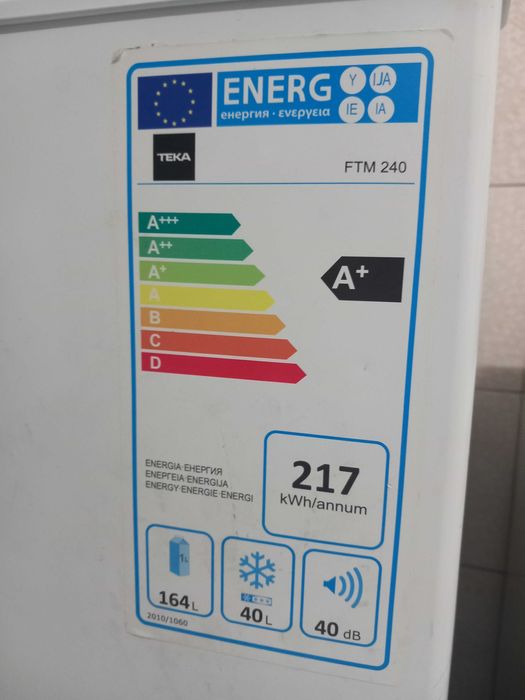 ENERG Y IJA
енергия · ενεργεια IE IA
TEKA
FTM 240
A+++
A++
A+
A
B
C
D
A+
ENERGIA·ЕНЕРГИЯ
ΕΝΕΡΓΕΙΑ·ENERGIJA
ENERGY·ENERGIE·ENERGI
217
kWh/annum
1L
164 L
40 L
40 dB
2010/1060